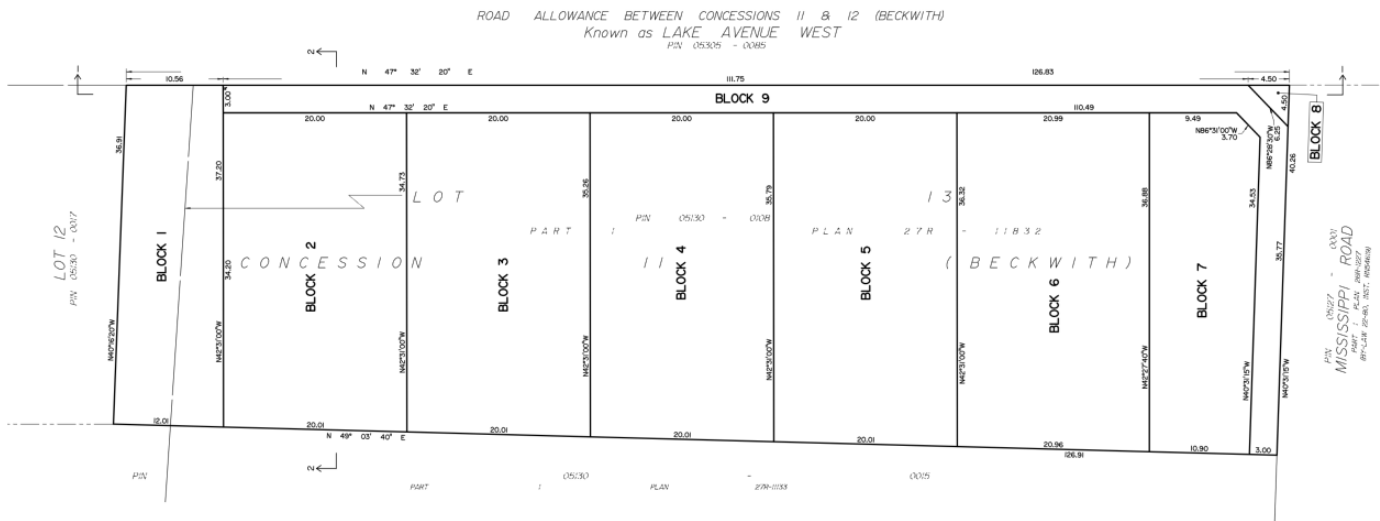 ROAD ALLOWANCE BETWEEN CONCESSIONS 11 & 12 (BECKWITH)
Known as LAKE AVENUE WEST
PIN 05305 - 0085
2
N 47° 32' 20" E
1
10.56
111.75
126.83
4.50
1
3.00
BLOCK 9
4.50
N 47° 32' 20" E
110.49
20.00
20.00
20.00
20.00
20.99
9.49
N86°31'00"W
3.70
N86°28'30"W
6.25
BLOCK 8
36.91
37.20
34.73
35.26
35.79
36.32
36.88
34.53
40.26
LOT 13
PIN 05130 - 0108
PART 1 PLAN 27R - 11832
LOT 12
PIN 05130 - 0017
BLOCK 1
34.20
CONCESSION 11 (BECKWITH)
BLOCK 2
BLOCK 3
BLOCK 4
BLOCK 5
BLOCK 6
BLOCK 7
35.77
PIN 05127 - 0001
MISSISSIPPI ROAD
PART 1 PLAN
N40°16'20"W
N42°31'00"W
N42°31'00"W
N42°31'00"W
N42°31'00"W
N42°31'00"W
N42°27'40"W
N40°31'15"W
N40°31'15"W
12.01
20.01
20.01
20.01
20.01
20.96
10.90
3.00
N 49° 03' 40" E
126.91
2
PIN 05130 - 0015
PART 1 PLAN 27R-11133